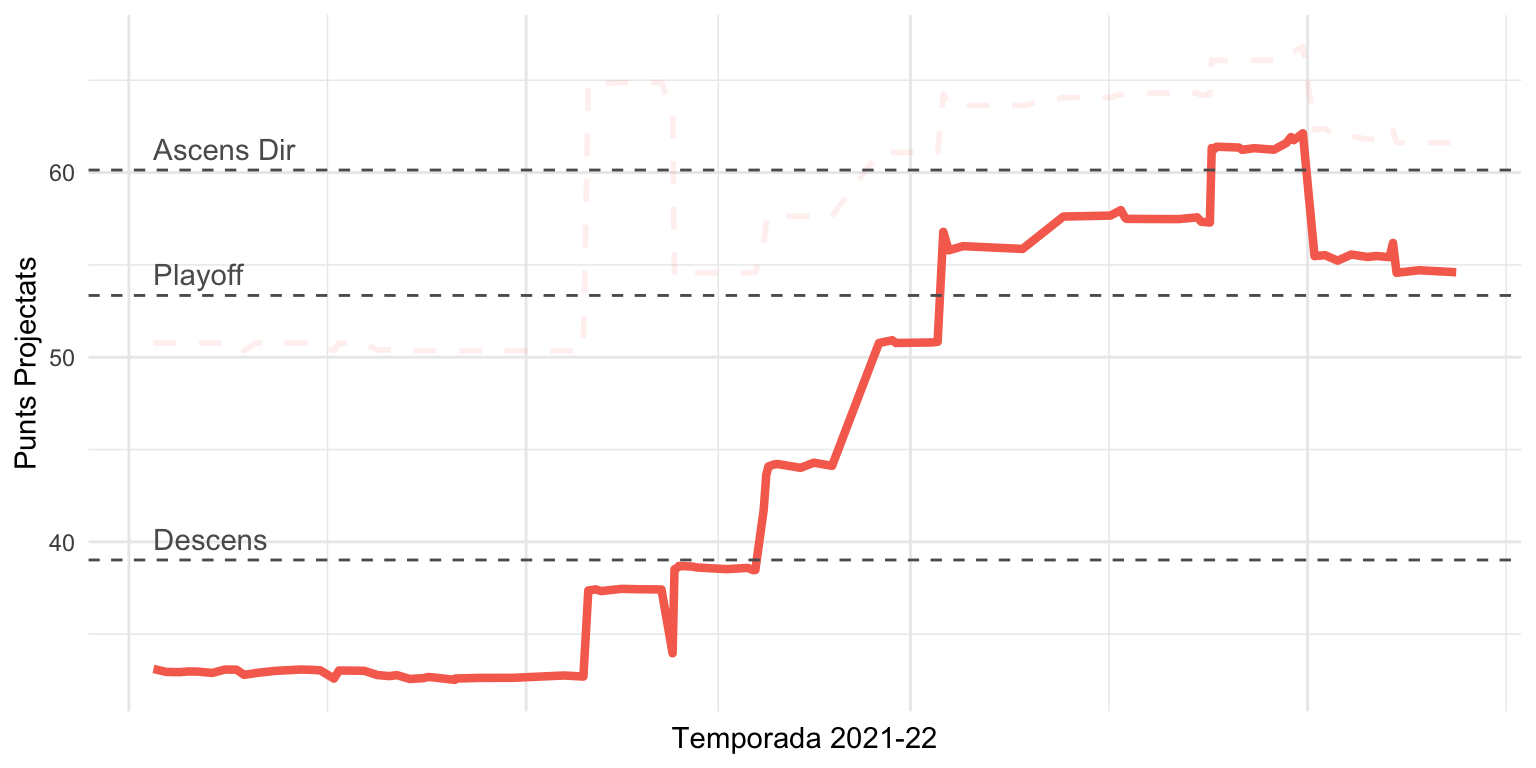 Ascens Dir
60
Playoff
50
Descens
40
Punts Projectats
Temporada 2021-22